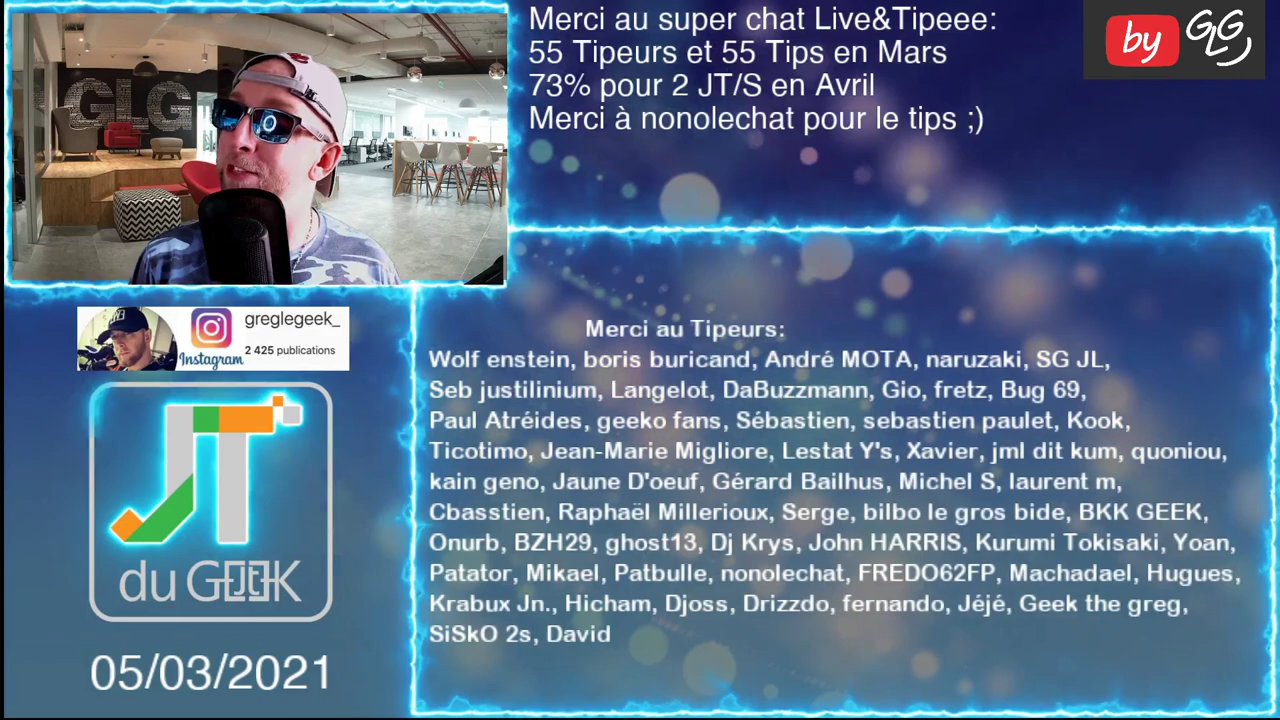 Merci au super chat Live&Tipeee:
55 Tipeurs et 55 Tips en Mars
73% pour 2 JT/S en Avril
Merci à nonolechat pour le tips ;)
by GLG
GLG
greglegeek_
Instagram
2 425 publications
JT
du GEEK
05/03/2021
Merci au Tipeurs:
Wolf enstein, boris buricand, André MOTA, naruzaki, SG JL,
Seb justilinium, Langelot, DaBuzzmann, Gio, fretz, Bug 69,
Paul Atréides, geeko fans, Sébastien, sebastien paulet, Kook,
Ticotimo, Jean-Marie Migliore, Lestat Y's, Xavier, jml dit kum, quoniou,
kain geno, Jaune D'oeuf, Gérard Bailhus, Michel S, laurent m,
Cbasstien, Raphaël Millerioux, Serge, bilbo le gros bide, BKK GEEK,
Onurb, BZH29, ghost13, Dj Krys, John HARRIS, Kurumi Tokisaki, Yoan,
Patator, Mikael, Patbulle, nonolechat, FREDO62FP, Machadael, Hugues,
Krabux Jn., Hicham, Djoss, Drizzdo, fernando, Jéjé, Geek the greg,
SiSkO 2s, David